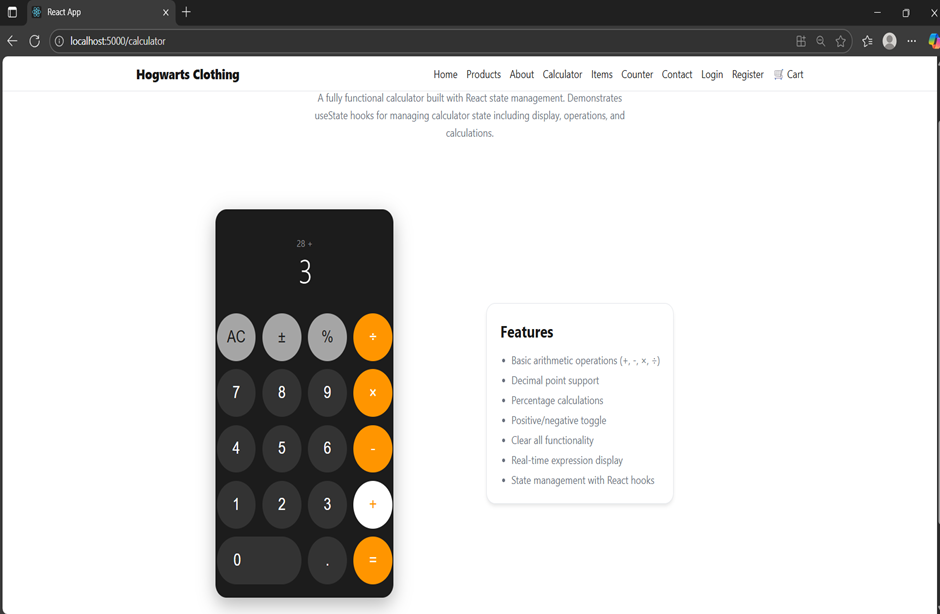 React App
localhost:5000/calculator
Hogwarts Clothing
Home Products About Calculator Items Counter Contact Login Register 🛒 Cart
A fully functional calculator built with React state management. Demonstrates
useState hooks for managing calculator state including display, operations, and
calculations.
28 +
3
AC ± % ÷
7 8 9 ×
4 5 6 -
1 2 3 +
0 . =
Features
• Basic arithmetic operations (+, -, ×, ÷)
• Decimal point support
• Percentage calculations
• Positive/negative toggle
• Clear all functionality
• Real-time expression display
• State management with React hooks